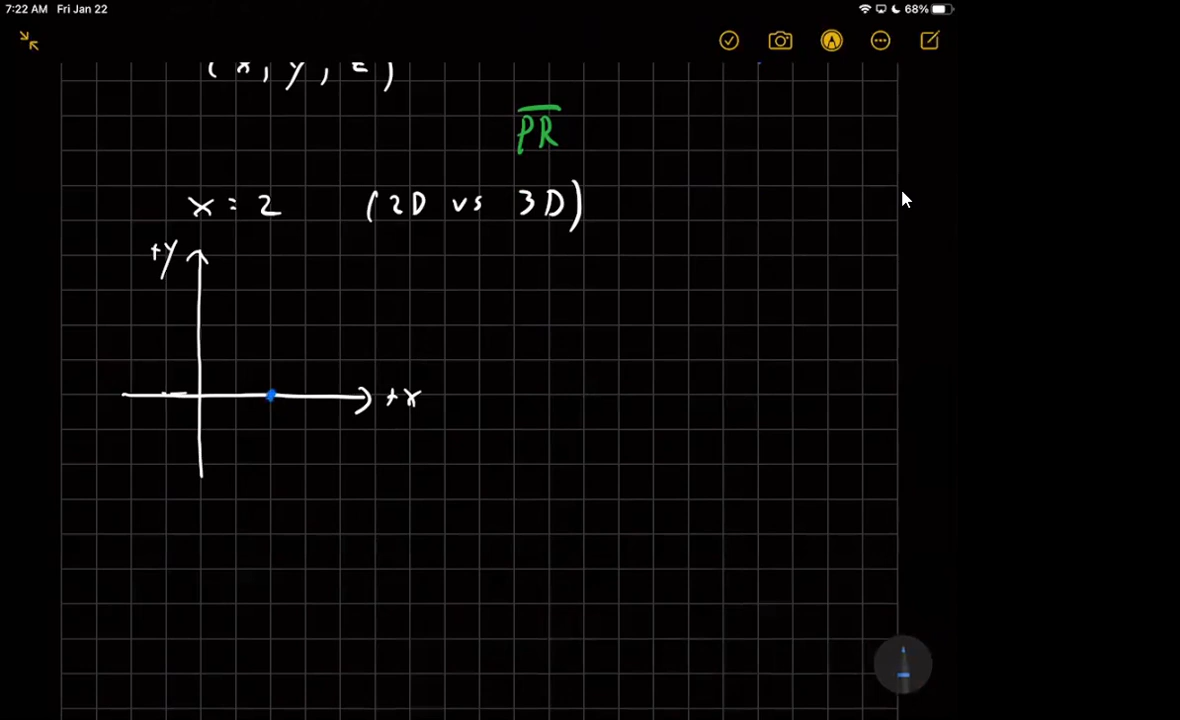 7:22 AM Fri Jan 22
68%
(x, y, z)
PR
x = 2 (2D vs 3D)
+y
+x